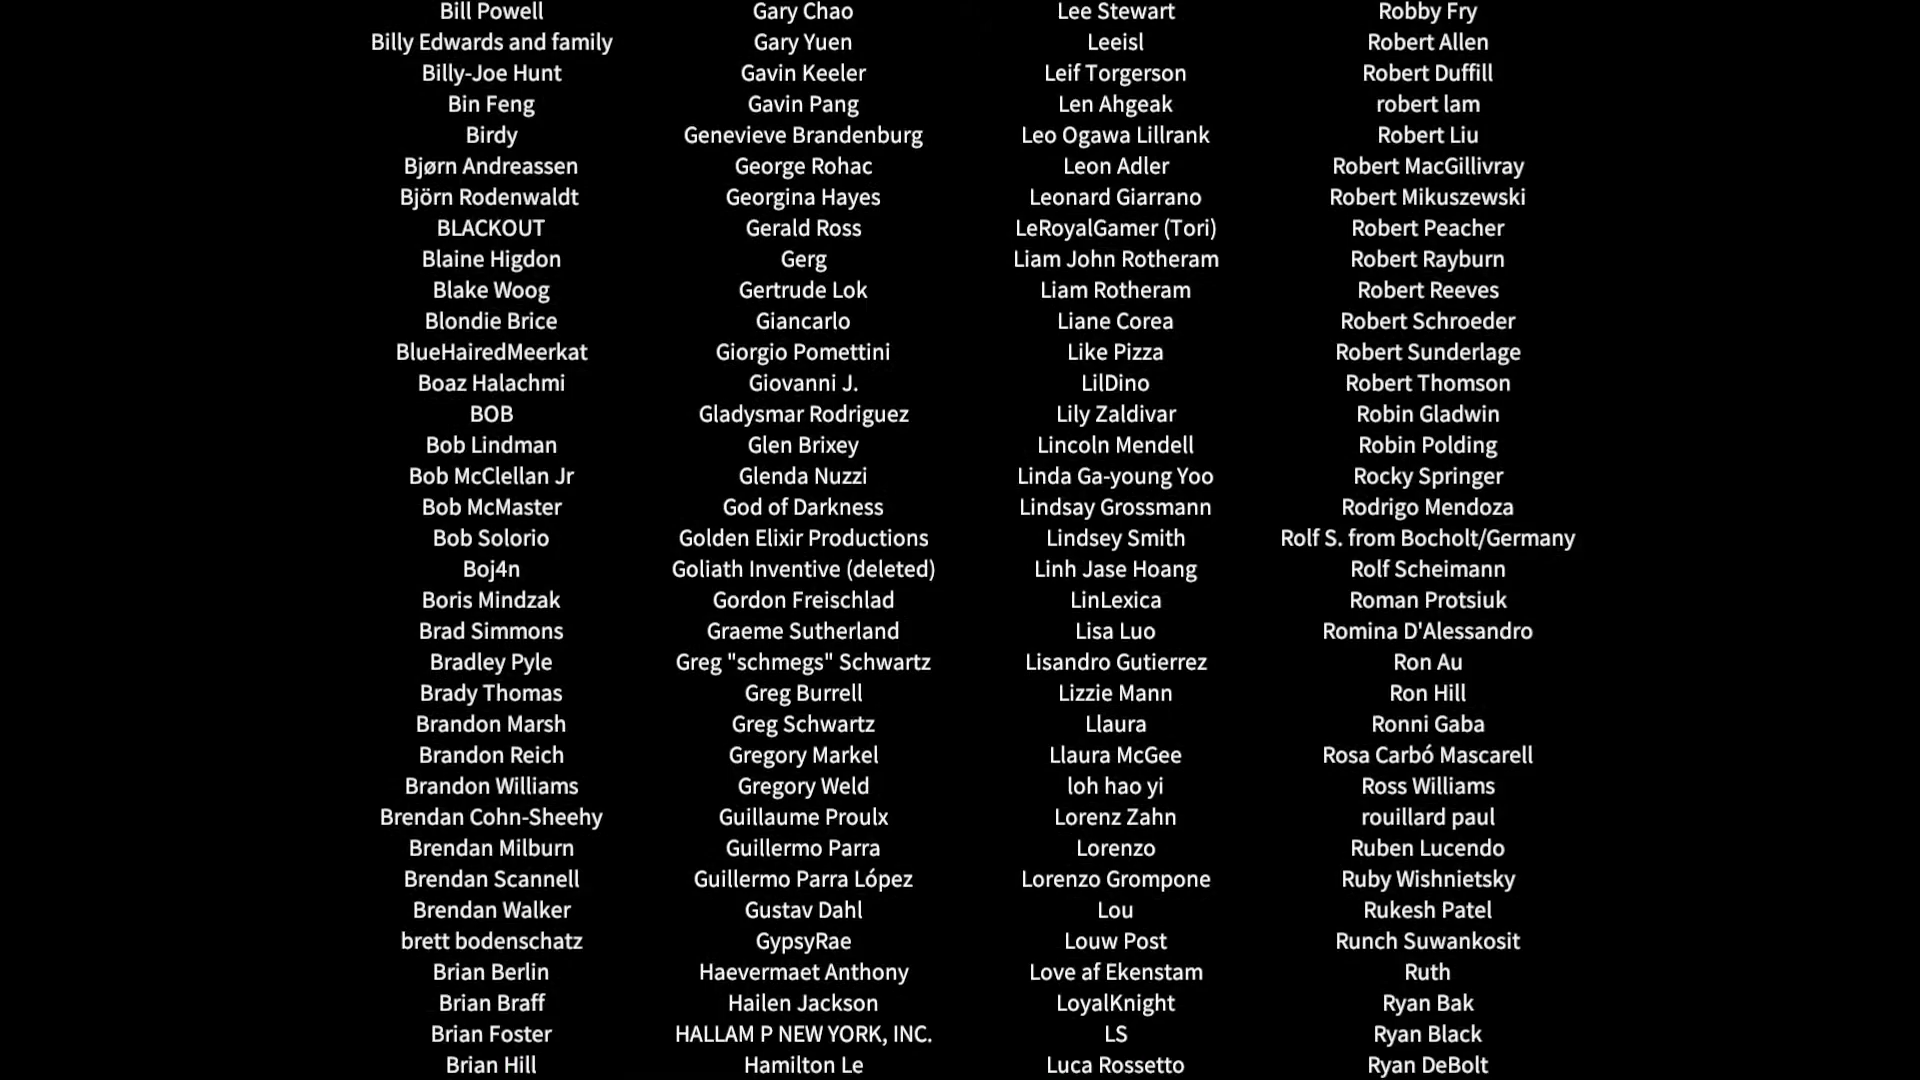 Bill Powell
Billy Edwards and family
Billy-Joe Hunt
Bin Feng
Birdy
Bjørn Andreassen
Björn Rodenwaldt
BLACKOUT
Blaine Higdon
Blake Woog
Blondie Brice
BlueHairedMeerkat
Boaz Halachmi
BOB
Bob Lindman
Bob McClellan Jr
Bob McMaster
Bob Solorio
Boj4n
Boris Mindzak
Brad Simmons
Bradley Pyle
Brady Thomas
Brandon Marsh
Brandon Reich
Brandon Williams
Brendan Cohn-Sheehy
Brendan Milburn
Brendan Scannell
Brendan Walker
brett bodenschatz
Brian Berlin
Brian Braff
Brian Foster
Brian Hill
Gary Chao
Gary Yuen
Gavin Keeler
Gavin Pang
Genevieve Brandenburg
George Rohac
Georgina Hayes
Gerald Ross
Gerg
Gertrude Lok
Giancarlo
Giorgio Pomettini
Giovanni J.
Gladysmar Rodriguez
Glen Brixey
Glenda Nuzzi
God of Darkness
Golden Elixir Productions
Goliath Inventive (deleted)
Gordon Freischlad
Graeme Sutherland
Greg "schmegs" Schwartz
Greg Burrell
Greg Schwartz
Gregory Markel
Gregory Weld
Guillaume Proulx
Guillermo Parra
Guillermo Parra López
Gustav Dahl
GypsyRae
Haevermaet Anthony
Hailen Jackson
HALLAM P NEW YORK, INC.
Hamilton Le
Lee Stewart
Leeisl
Leif Torgerson
Len Ahgeak
Leo Ogawa Lillrank
Leon Adler
Leonard Giarrano
LeRoyalGamer (Tori)
Liam John Rotheram
Liam Rotheram
Liane Corea
Like Pizza
LilDino
Lily Zaldivar
Lincoln Mendell
Linda Ga-young Yoo
Lindsay Grossmann
Lindsey Smith
Linh Jase Hoang
LinLexica
Lisa Luo
Lisandro Gutierrez
Lizzie Mann
Llaura
Llaura McGee
loh hao yi
Lorenz Zahn
Lorenzo
Lorenzo Grompone
Lou
Louw Post
Love af Ekenstam
LoyalKnight
LS
Luca Rossetto
Robby Fry
Robert Allen
Robert Duffill
robert lam
Robert Liu
Robert MacGillivray
Robert Mikuszewski
Robert Peacher
Robert Rayburn
Robert Reeves
Robert Schroeder
Robert Sunderlage
Robert Thomson
Robin Gladwin
Robin Polding
Rocky Springer
Rodrigo Mendoza
Rolf S. from Bocholt/Germany
Rolf Scheimann
Roman Protsiuk
Romina D'Alessandro
Ron Au
Ron Hill
Ronni Gaba
Rosa Carbó Mascarell
Ross Williams
rouillard paul
Ruben Lucendo
Ruby Wishnietsky
Rukesh Patel
Runch Suwankosit
Ruth
Ryan Bak
Ryan Black
Ryan DeBolt